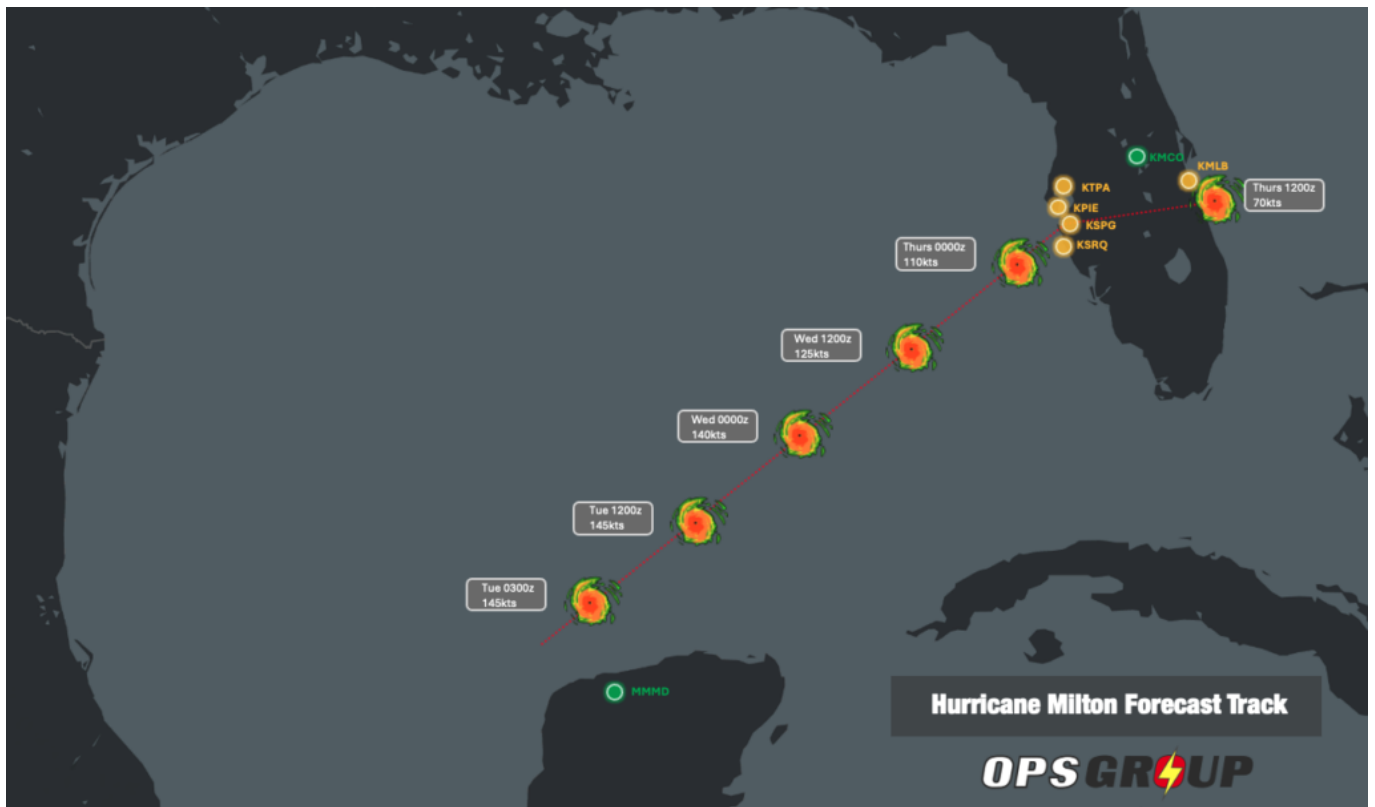 KMCO
KMLB
Thurs 1200z
70kts
KTPA
KPIE
KSPG
KSRQ
Thurs 0000z
110kts
Wed 1200z
125kts
Wed 0000z
140kts
Tue 1200z
145kts
Tue 0300z
145kts
MMMD
Hurricane Milton Forecast Track
OPSGROUP